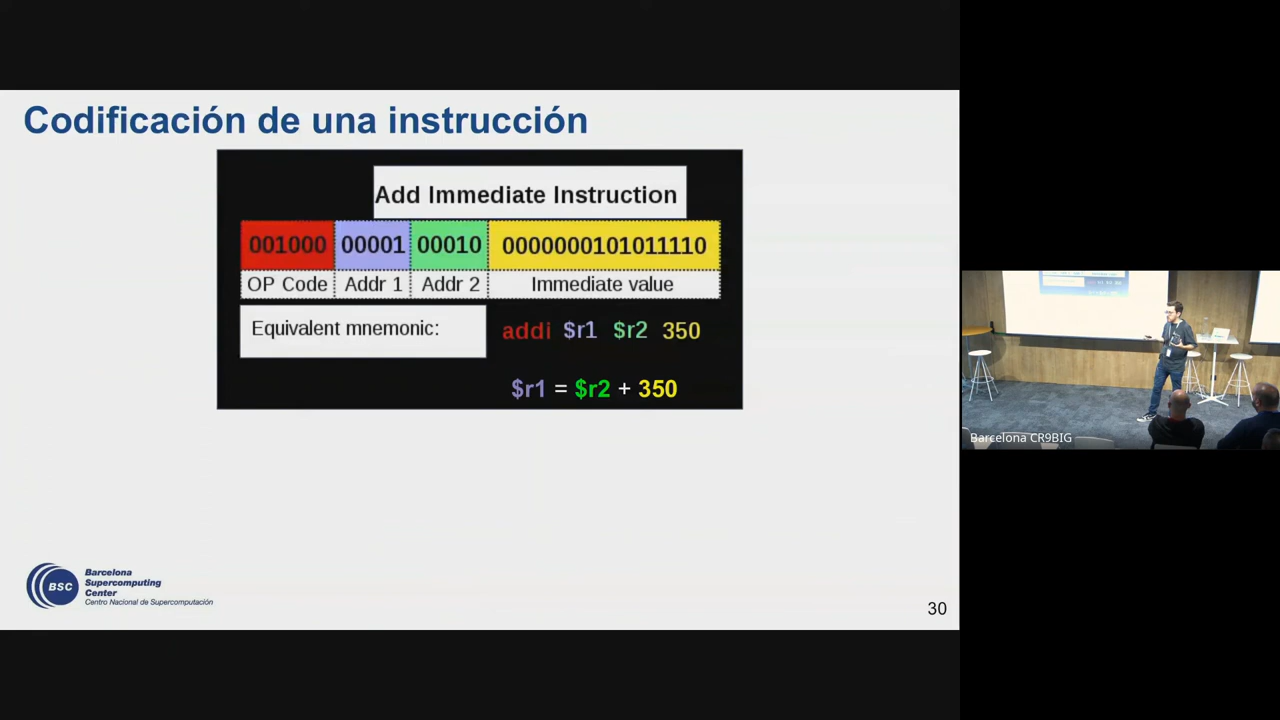 Codificación de una instrucción
Add Immediate Instruction
001000 00001 00010 0000000101011110
OP Code Addr 1 Addr 2 Immediate value
Equivalent mnemonic: addi $r1 $r2 350
$r1 = $r2 + 350
BSC
Barcelona
Supercomputing
Center
Centro Nacional de Supercomputación
30
Barcelona CR9BIG